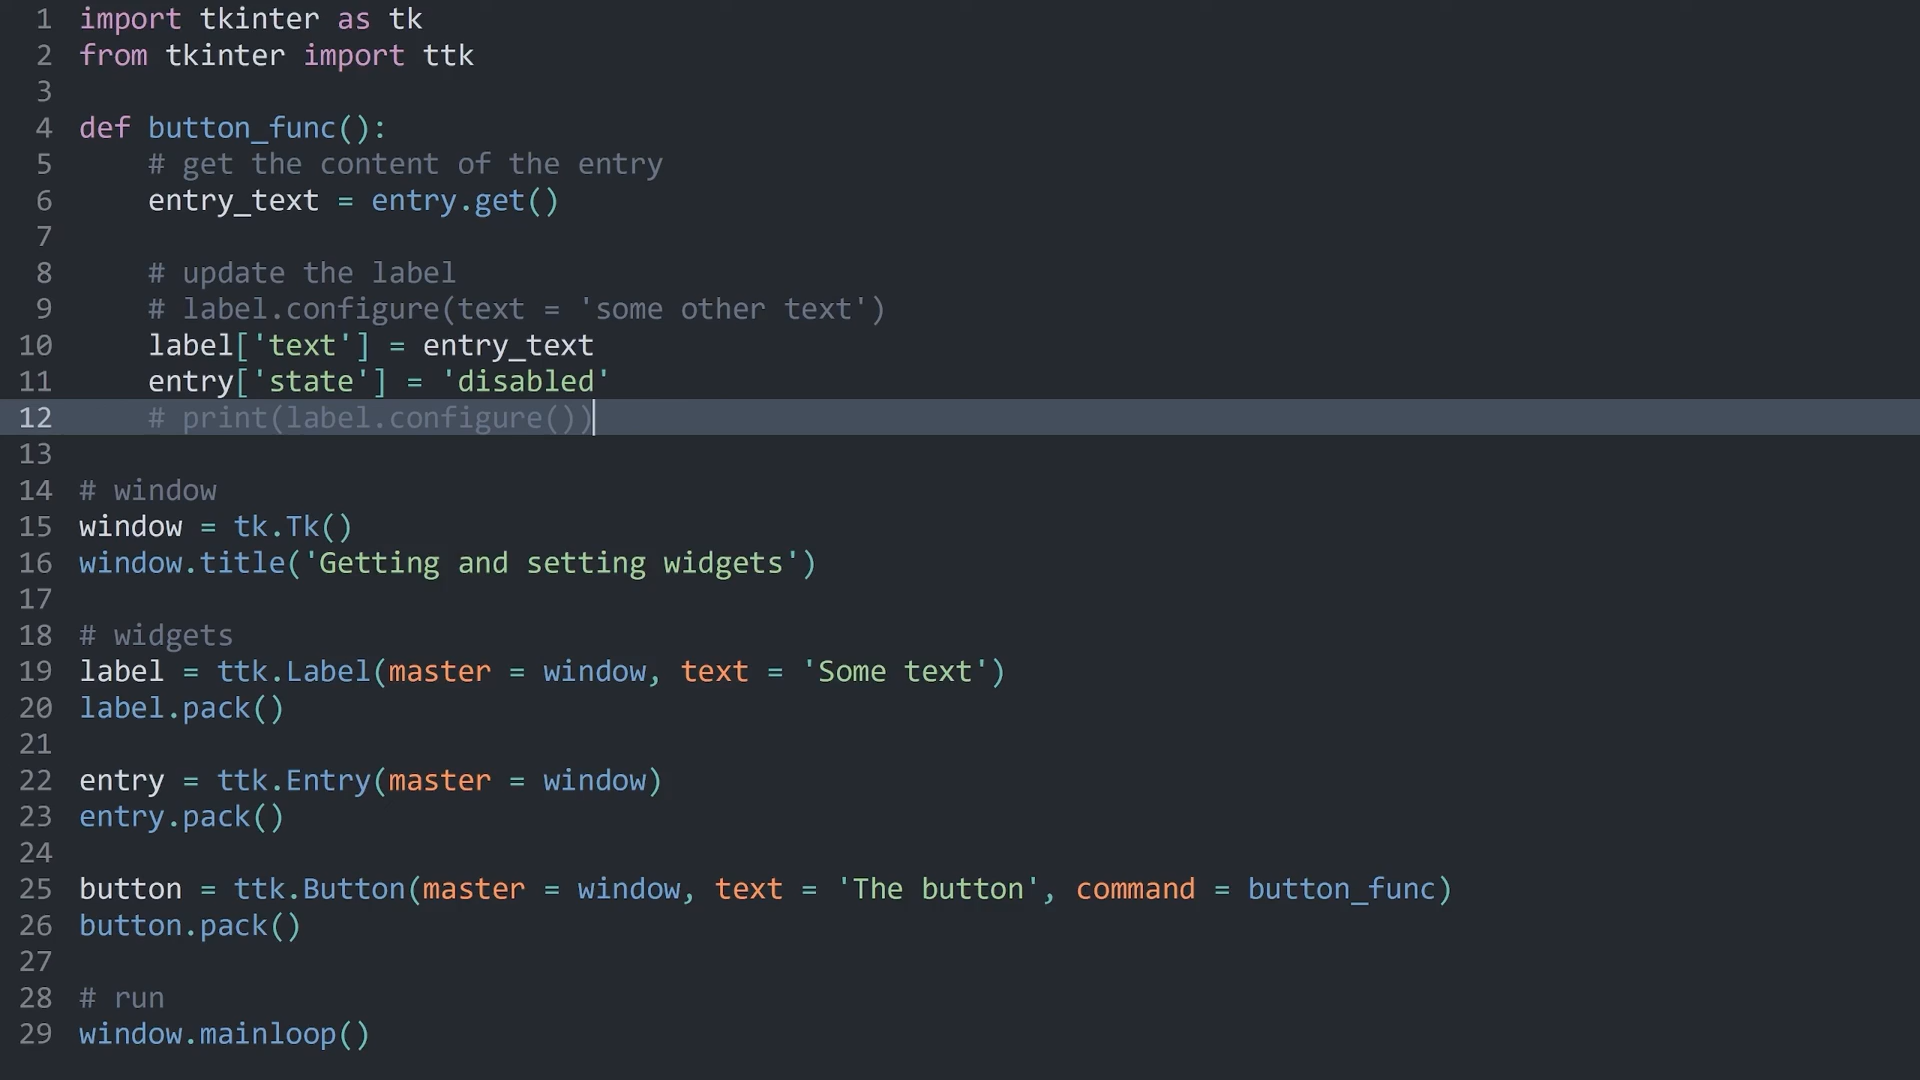 1 import tkinter as tk
2 from tkinter import ttk
3
4 def button_func():
5     # get the content of the entry
6     entry_text = entry.get()
7
8     # update the label
9     # label.configure(text = 'some other text')
10     label['text'] = entry_text
11     entry['state'] = 'disabled'
12     # print(label.configure())
13
14 # window
15 window = tk.Tk()
16 window.title('Getting and setting widgets')
17
18 # widgets
19 label = ttk.Label(master = window, text = 'Some text')
20 label.pack()
21
22 entry = ttk.Entry(master = window)
23 entry.pack()
24
25 button = ttk.Button(master = window, text = 'The button', command = button_func)
26 button.pack()
27
28 # run
29 window.mainloop()